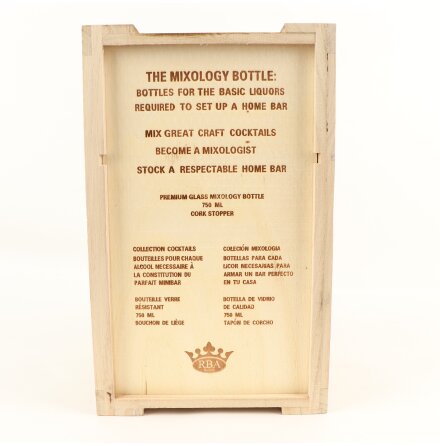 THE MIXOLOGY BOTTLE:
BOTTLES FOR THE BASIC LIQUORS
REQUIRED TO SET UP A HOME BAR
MIX GREAT CRAFT COCKTAILS
BECOME A MIXOLOGIST
STOCK A RESPECTABLE HOME BAR
PREMIUM GLASS MIXOLOGY BOTTLE
750 ML
CORK STOPPER
COLLECTION COCKTAILS
BOUTEILLES POUR CHAQUE
ALCOOL NECESSAIRE À
LA CONSTITUTION DU
PARFAIT MINIBAR
BOUTEILLE VERRE
RÉSISTANT
750 ML
BOUCHON DE LIÈGE
COLECIÓN MIXOLOGIA
BOTELLAS PARA CADA
LICOR NECESARIAS PARA
ARMAR UN BAR PERFECTO
EN TU CASA
BOTELLA DE VIDRIO
DE CALIDAD
750 ML
TAPÓN DE CORCHO
RBA